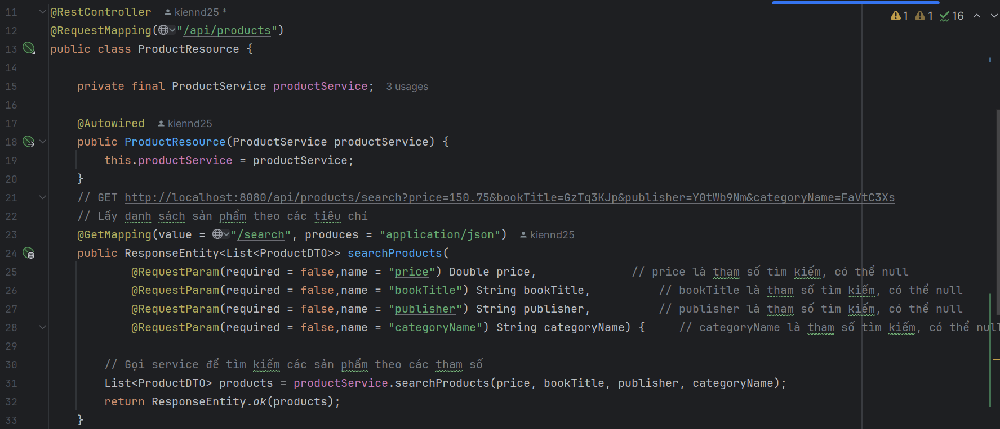 11 @RestController kiennd25 *
12 @RequestMapping("/api/products")
13 public class ProductResource {
14
15 private final ProductService productService; 3 usages
16
17 @Autowired kiennd25
18 public ProductResource(ProductService productService) {
19 this.productService = productService;
20 }
21 // GET http://localhost:8080/api/products/search?price=150.75&bookTitle=GzTq3KJp&publisher=Y0tWb9Nm&categoryName=FaVtC3Xs
22 // Lấy danh sách sản phẩm theo các tiêu chí
23 @GetMapping(value = "/search", produces = "application/json") kiennd25
24 public ResponseEntity<List<ProductDTO>> searchProducts(
25 @RequestParam(required = false,name = "price") Double price, // price là tham số tìm kiếm, có thể null
26 @RequestParam(required = false,name = "bookTitle") String bookTitle, // bookTitle là tham số tìm kiếm, có thể null
27 @RequestParam(required = false,name = "publisher") String publisher, // publisher là tham số tìm kiếm, có thể null
28 @RequestParam(required = false,name = "categoryName") String categoryName) { // categoryName là tham số tìm kiếm, có thể null
29
30 // Gọi service để tìm kiếm các sản phẩm theo các tham số
31 List<ProductDTO> products = productService.searchProducts(price, bookTitle, publisher, categoryName);
32 return ResponseEntity.ok(products);
33 }
1 1 16